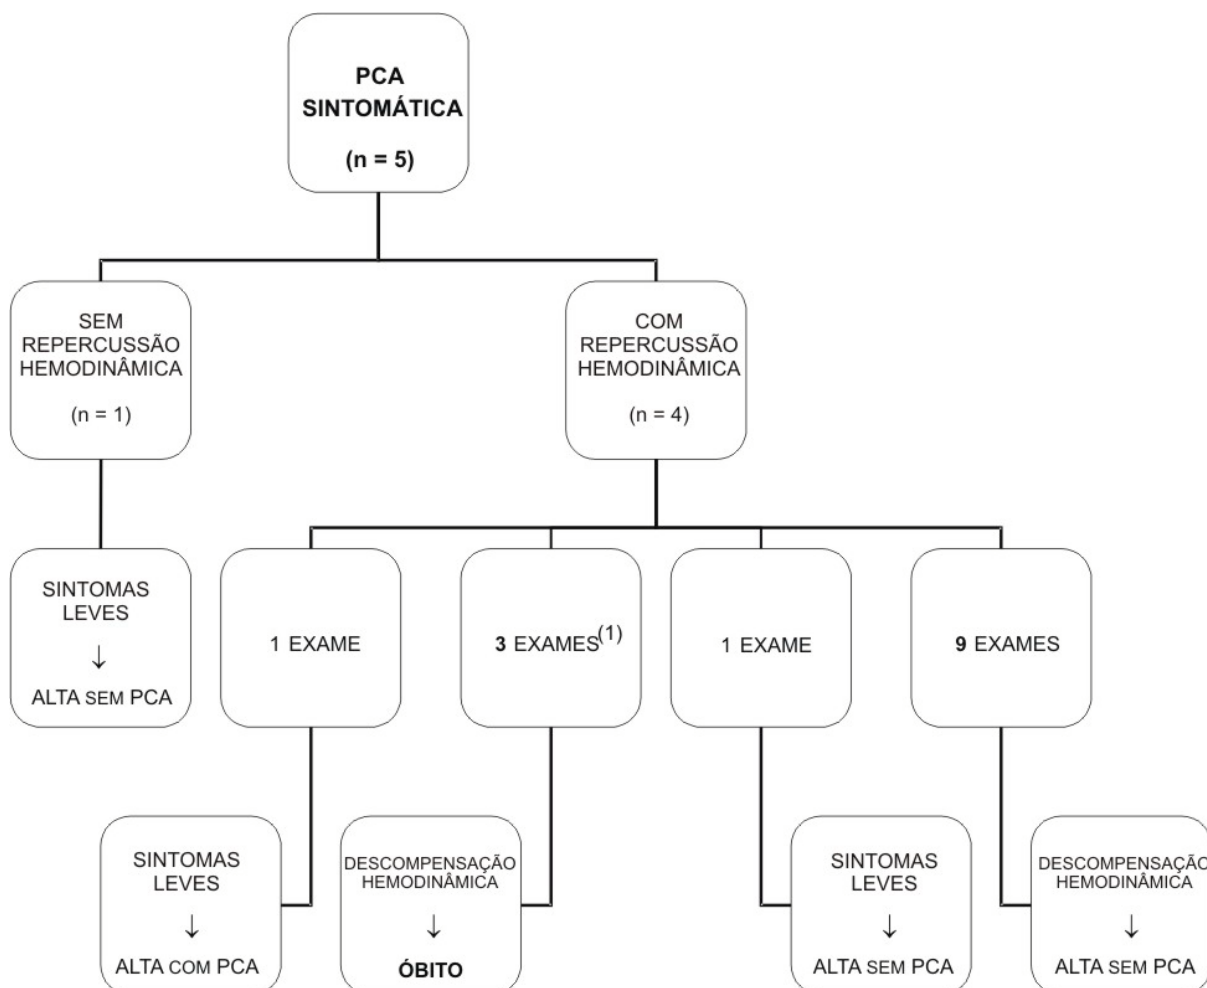 PCA
SINTOMÁTICA
(n = 5)
SEM
REPERCUSSÃO
HEMODINÂMICA
(n = 1)
COM
REPERCUSSÃO
HEMODINÂMICA
(n = 4)
SINTOMAS
LEVES
↓
ALTA SEM PCA
1 EXAME
3 EXAMES(1)
1 EXAME
9 EXAMES
SINTOMAS
LEVES
↓
ALTA COM PCA
DESCOMPENSAÇÃO
HEMODINÂMICA
↓
ÓBITO
SINTOMAS
LEVES
↓
ALTA SEM PCA
DESCOMPENSAÇÃO
HEMODINÂMICA
↓
ALTA SEM PCA